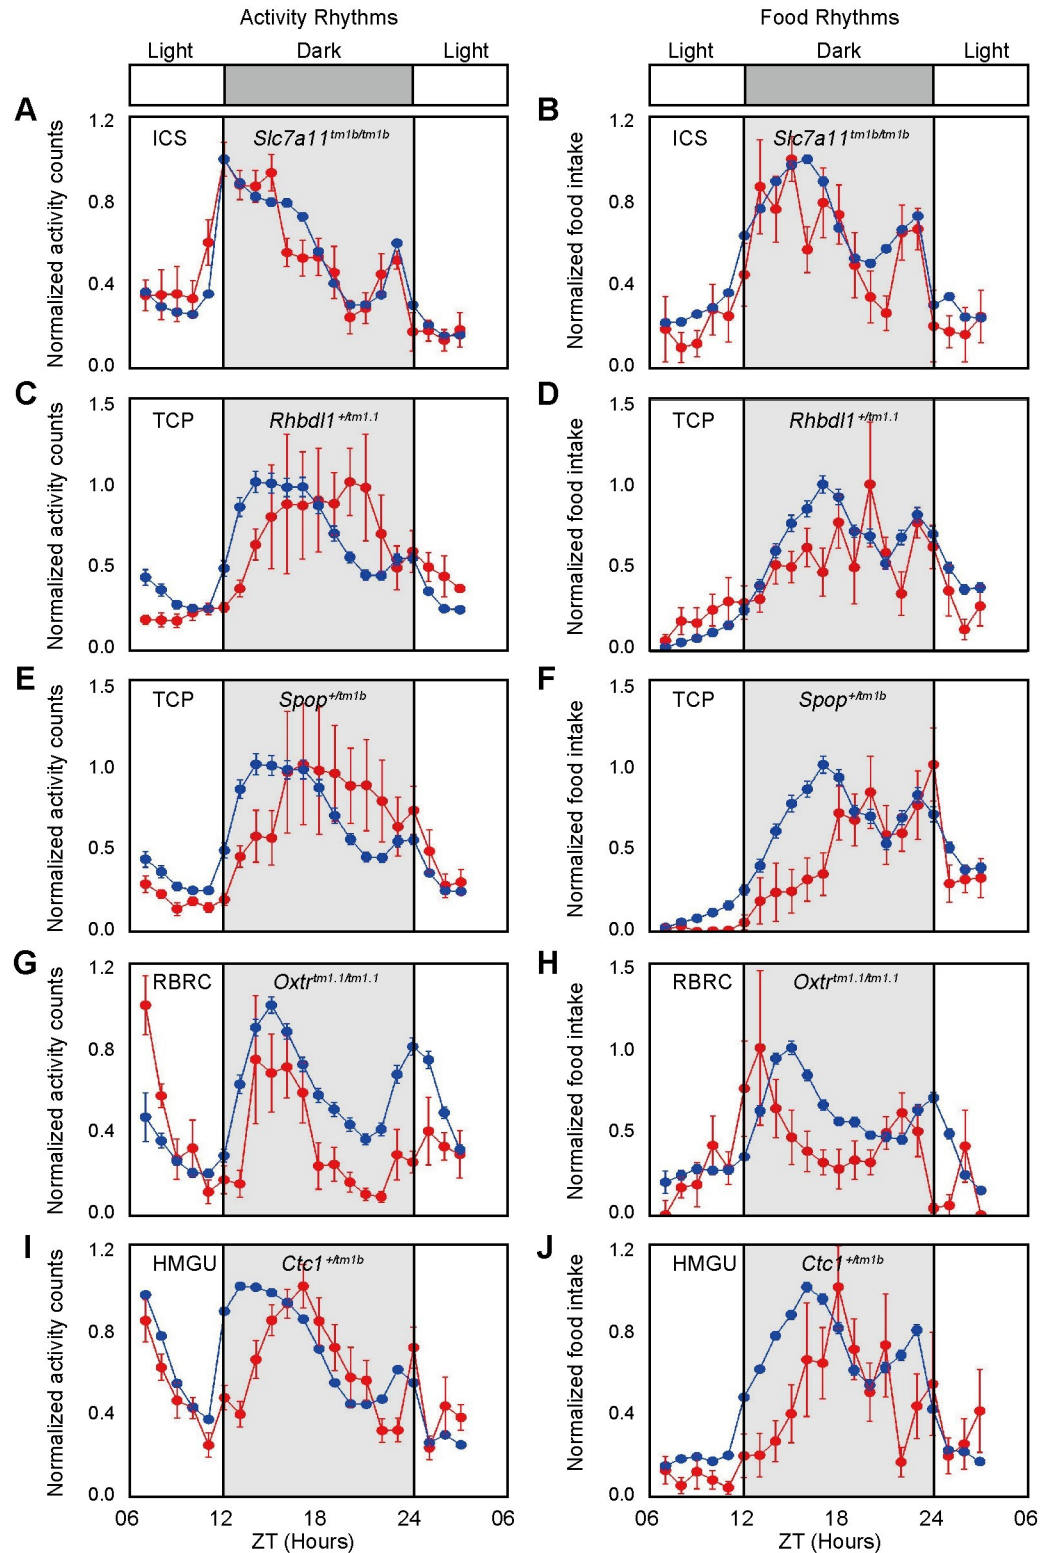 Activity Rhythms Food Rhythms
Light Dark Light Light Dark Light
A B
Normalized activity counts
1.2
0.8
0.4
0.0
ICS Slc7a11 tm1b/tm1b
Normalized food intake
1.2
0.8
0.4
0.0
ICS Slc7a11 tm1b/tm1b
C D
Normalized activity counts
1.5
1.0
0.5
0.0
TCP Rhbdl1 +/tm1.1
Normalized food intake
1.5
1.0
0.5
0.0
TCP Rhbdl1 +/tm1.1
E F
Normalized activity counts
1.5
1.0
0.5
0.0
TCP Spop+/tm1b
Normalized food intake
1.5
1.0
0.5
0.0
TCP Spop+/tm1b
G H
Normalized activity counts
1.2
0.8
0.4
0.0
RBRC Oxtr tm1.1/tm1.1
Normalized food intake
1.5
1.0
0.5
0.0
RBRC Oxtr tm1.1/tm1.1
I J
Normalized activity counts
1.2
0.8
0.4
0.0
HMGU Ctc1 +/tm1b
Normalized food intake
1.2
0.8
0.4
0.0
HMGU Ctc1 +/tm1b
06 12 18 24 06 12 18 24 06
ZT (Hours) ZT (Hours)